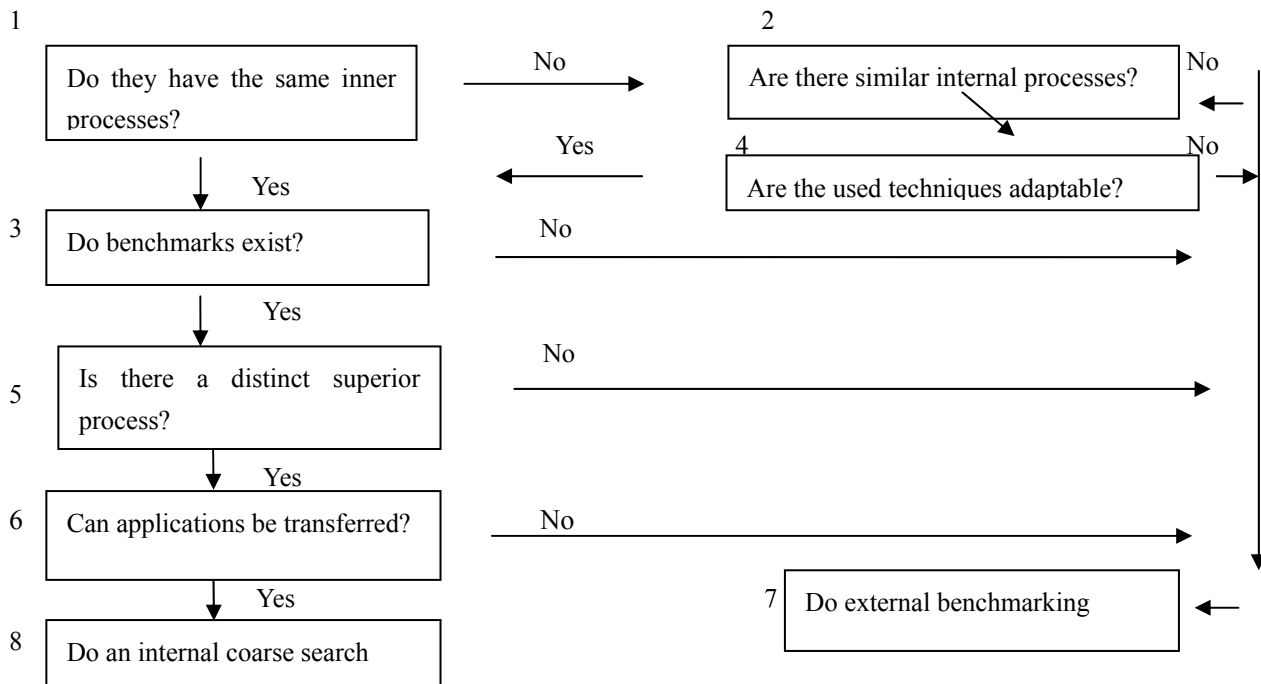 1
2
Do they have the same inner
processes?
No
Are there similar internal processes?
No
Yes
Yes
4
Are the used techniques adaptable?
No
3
Do benchmarks exist?
No
Yes
5
Is there a distinct superior
process?
No
Yes
6
Can applications be transferred?
No
Yes
7
Do external benchmarking
8
Do an internal coarse search